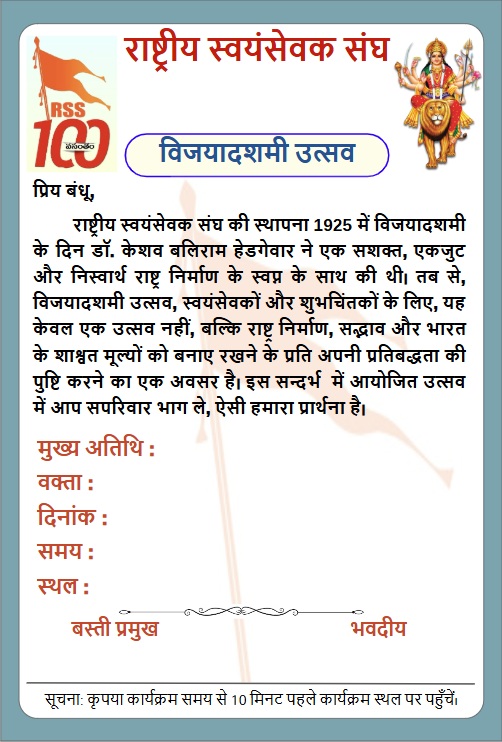 राष्ट्रीय स्वयंसेवक संघ
RSS
100
विजयादशमी उत्सव
प्रिय बंधू,
राष्ट्रीय स्वयंसेवक संघ की स्थापना 1925 में विजयादशमी
के दिन डॉ. केशव बलिराम हेडगेवार ने एक सशक्त, एकजुट
और निस्वार्थ राष्ट्र निर्माण के स्वप्न के साथ की थी। तब से,
विजयादशमी उत्सव, स्वयंसेवकों और शुभचिंतकों के लिए, यह
केवल एक उत्सव नहीं, बल्कि राष्ट्र निर्माण, सद्भाव और भारत
के शाश्वत मूल्यों को बनाए रखने के प्रति अपनी प्रतिबद्धता की
पुष्टि करने का एक अवसर है। इस सन्दर्भ में आयोजित उत्सव
में आप सपरिवार भाग ले, ऐसी हमारा प्रार्थना है।
मुख्य अतिथि :
वक्ता :
दिनांक :
समय :
स्थल :
बस्ती प्रमुख भवदीय
सूचना: कृपया कार्यक्रम समय से 10 मिनट पहले कार्यक्रम स्थल पर पहुँचें।